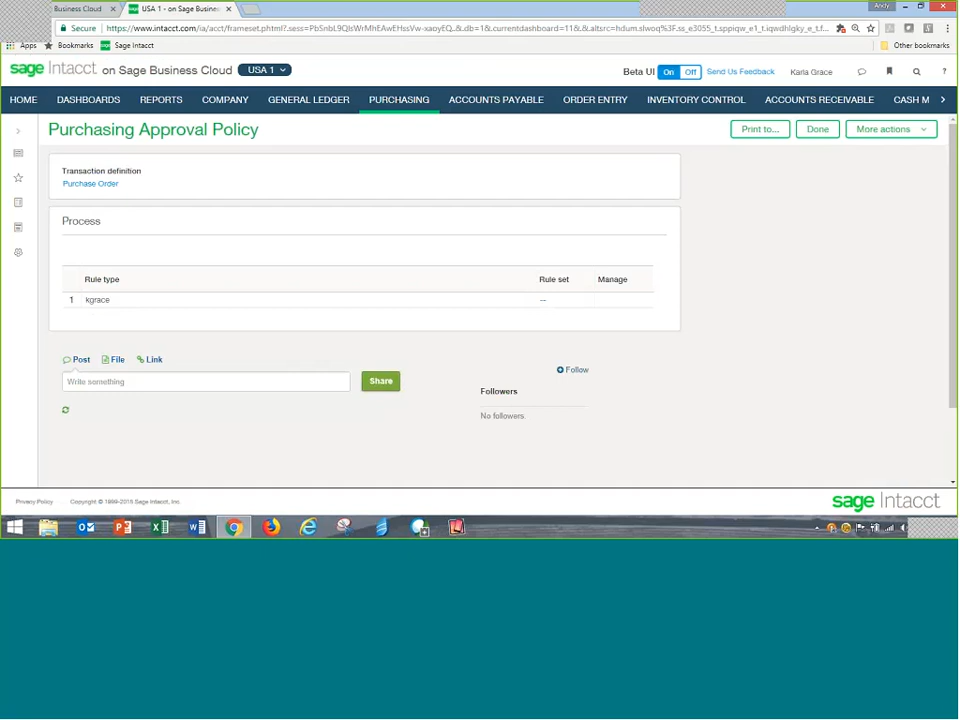 Business Cloud
USA 1 - on Sage Busines
Andy
Secure
Apps
Bookmarks
Sage Intacct
Other bookmarks
sage Intacct on Sage Business Cloud
USA 1
Beta UI On Off Send Us Feedback Karla Grace ?
HOME DASHBOARDS REPORTS COMPANY GENERAL LEDGER PURCHASING ACCOUNTS PAYABLE ORDER ENTRY INVENTORY CONTROL ACCOUNTS RECEIVABLE CASH M
Purchasing Approval Policy
Print to... Done More actions
Transaction definition
Purchase Order
Process
Rule type Rule set Manage
1 kgrace --
Post File Link
Write something
Share
Follow
Followers
No followers.
Privacy Policy
sage Intacct